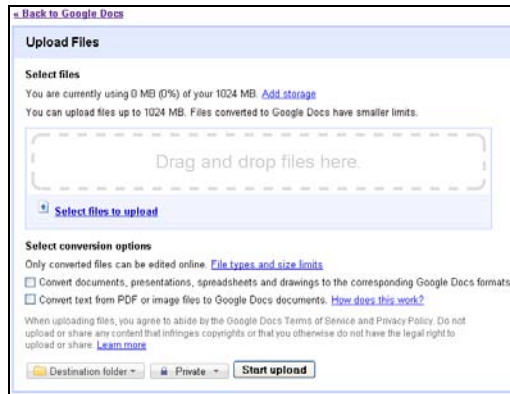 « Back to Google Docs
Upload Files
Select files
You are currently using 0 MB (0%) of your 1024 MB. Add storage
You can upload files up to 1024 MB. Files converted to Google Docs have smaller limits.
Drag and drop files here.
Select files to upload
Select conversion options
Only converted files can be edited online. File types and size limits
Convert documents, presentations, spreadsheets and drawings to the corresponding Google Docs formats
Convert text from PDF or image files to Google Docs documents. How does this work?
When uploading files, you agree to abide by the Google Docs Terms of Service and Privacy Policy. Do not
upload or share any content that infringes copyrights or that you otherwise do not have the legal right to
upload or share. Learn more
Destination folder Private Start upload